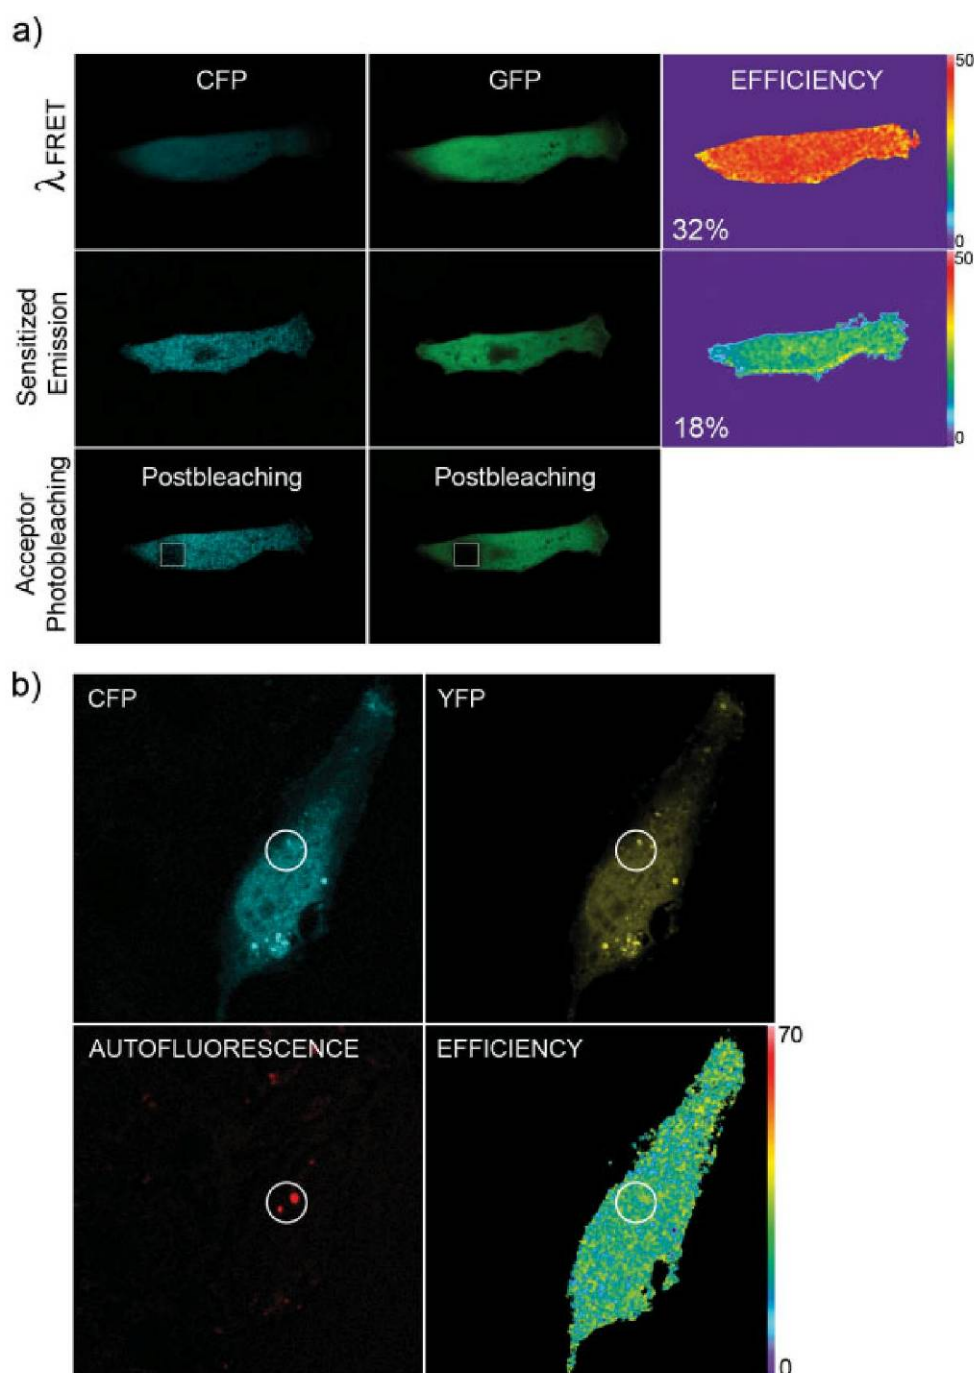 a)
CFP
GFP
EFFICIENCY
50
λ FRET
32%
0
50
Sensitized
Emission
18%
0
Acceptor
Photobleaching
Postbleaching
Postbleaching
b)
CFP
YFP
AUTOFLUORESCENCE
EFFICIENCY
70
0